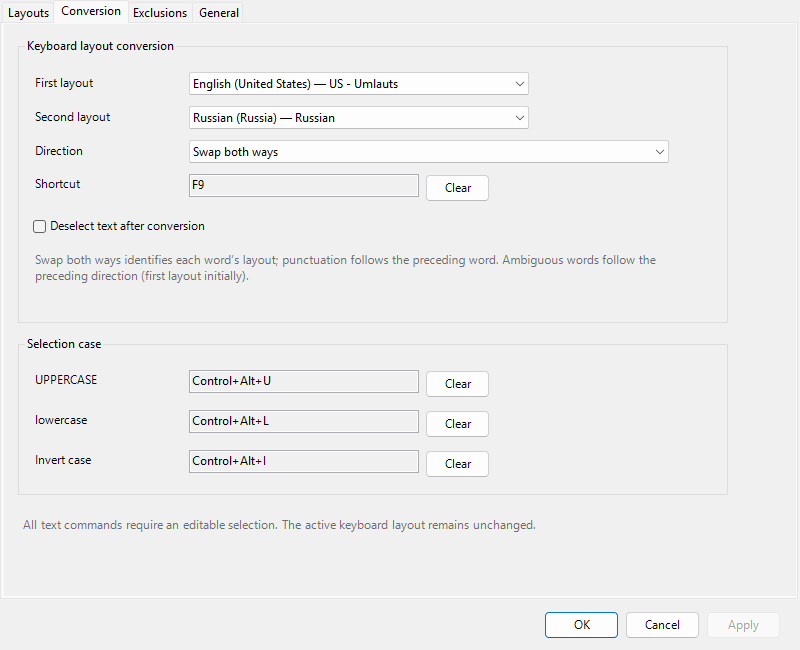 Layouts Conversion Exclusions General
Keyboard layout conversion
First layout English (United States) — US - Umlauts
Second layout Russian (Russia) — Russian
Direction Swap both ways
Shortcut F9 Clear
Deselect text after conversion
Swap both ways identifies each word's layout; punctuation follows the preceding word. Ambiguous words follow the
preceding direction (first layout initially).
Selection case
UPPERCASE Control+Alt+U Clear
lowercase Control+Alt+L Clear
Invert case Control+Alt+I Clear
All text commands require an editable selection. The active keyboard layout remains unchanged.
OK Cancel Apply